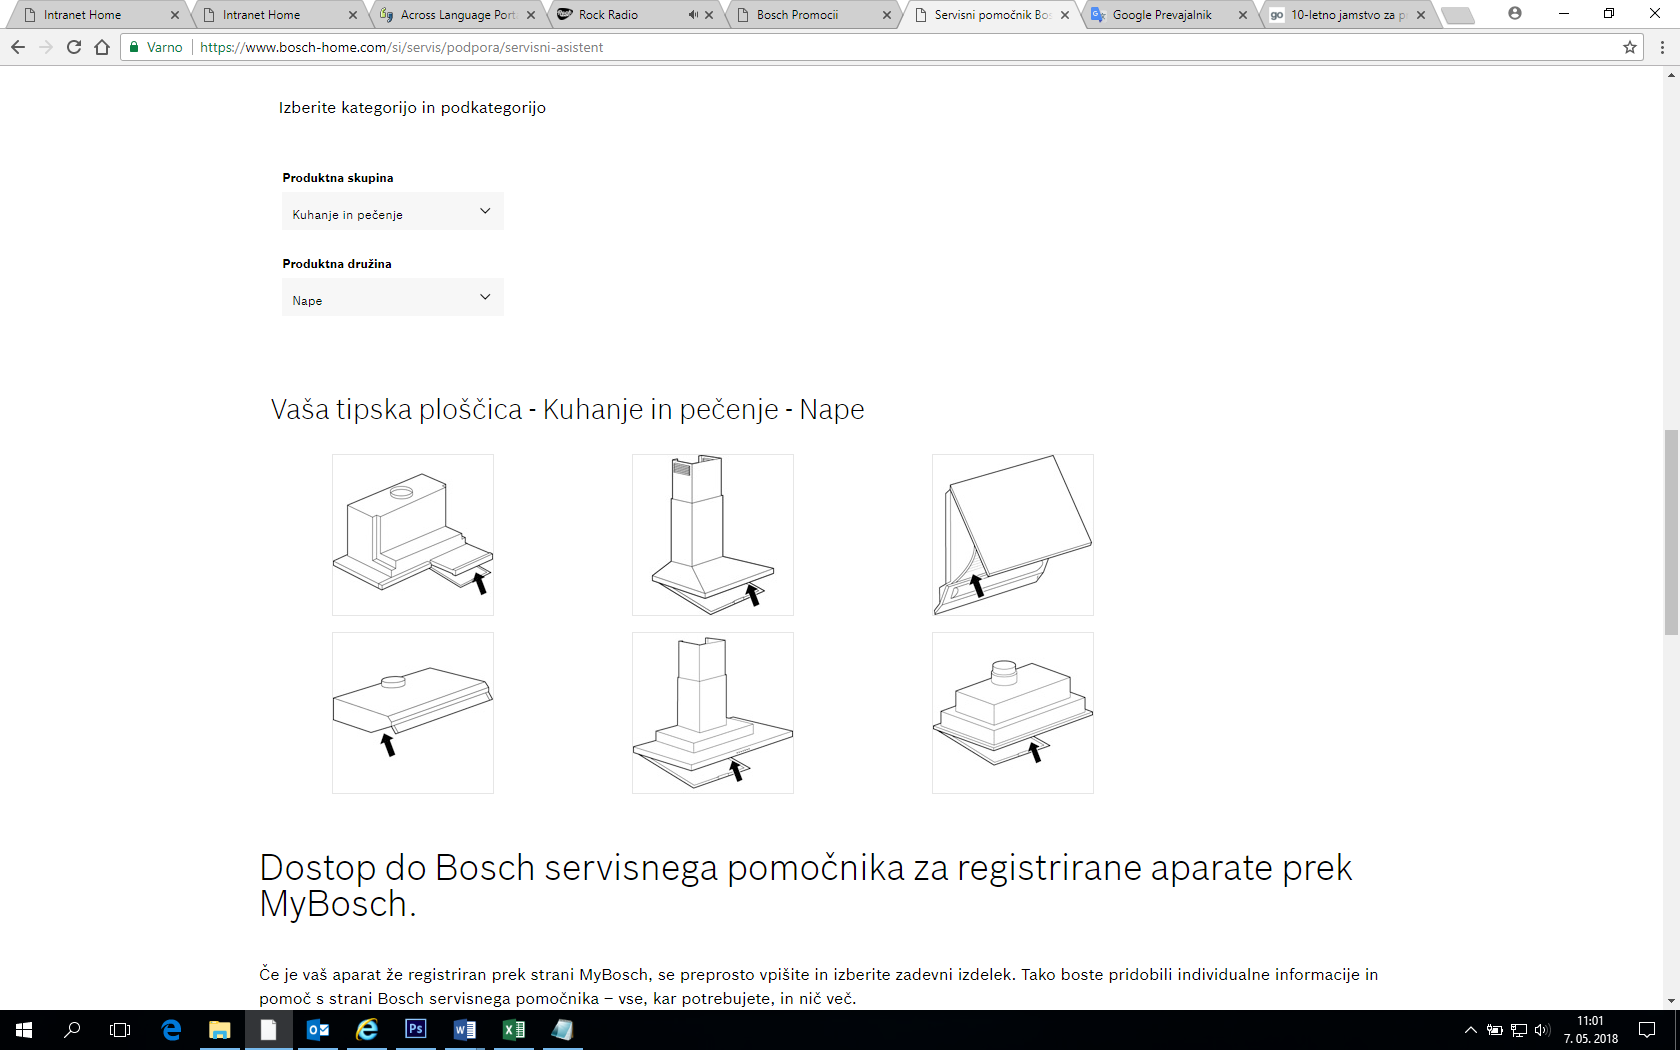 Intranet Home
Intranet Home
Across Language Port
Rock Radio
Bosch Promocii
Servisni pomočnik Bos
Google Prevajalnik
go 10-letno jamstvo za p
Varno https://www.bosch-home.com/si/servis/podpora/servisni-asistent
Izberite kategorijo in podkategorijo
Produktna skupina
Kuhanje in pečenje
Produktna družina
Nape
Vaša tipska ploščica - Kuhanje in pečenje - Nape
Dostop do Bosch servisnega pomočnika za registrirane aparate prek
MyBosch.
Če je vaš aparat že registriran prek strani MyBosch, se preprosto vpišite in izberite zadevni izdelek. Tako boste pridobili individualne informacije in
pomoč s strani Bosch servisnega pomočnika – vse, kar potrebujete, in nič več.
Ps
11:01
7. 05. 2018